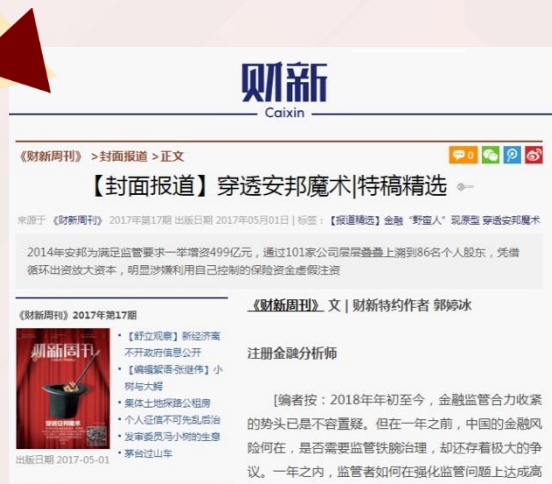 财新
Caixin
《财新周刊》 >封面报道 >正文
0
【封面报道】穿透安邦魔术|特稿精选
来源于 《财新周刊》 2017年第17期 出版日期 2017年05月01日 | 标签：【报道精选】金融“野蛮人”现原型 穿透安邦魔术
2014年安邦为满足监管要求一举增资499亿元，通过101家公司层层叠叠上溯到86名个人股东，凭借
循环出资放大资本，明显涉嫌利用自己控制的保险资金虚假注资
《财新周刊》2017年第17期
财新周刊
穿透安邦魔术
出版日期 2017-05-01
• 【舒立观察】新经济离
不开政府信息公开
• 【编辑絮语·张继伟】小
树与大鳄
• 集体土地探路公租房
• 个人征信不可先乱后治
• 发审委员冯小树的生意
• 茅台过山车
《财新周刊》 文 | 财新特约作者 郭婷冰
注册金融分析师
[编者按：2018年年初至今，金融监管合力收紧
的势头已是不容置疑。但在一年之前，中国的金融风
险何在，是否需要监管铁腕治理，却还存着极大的争
议。一年之内，监管者如何在强化监管问题上达成高